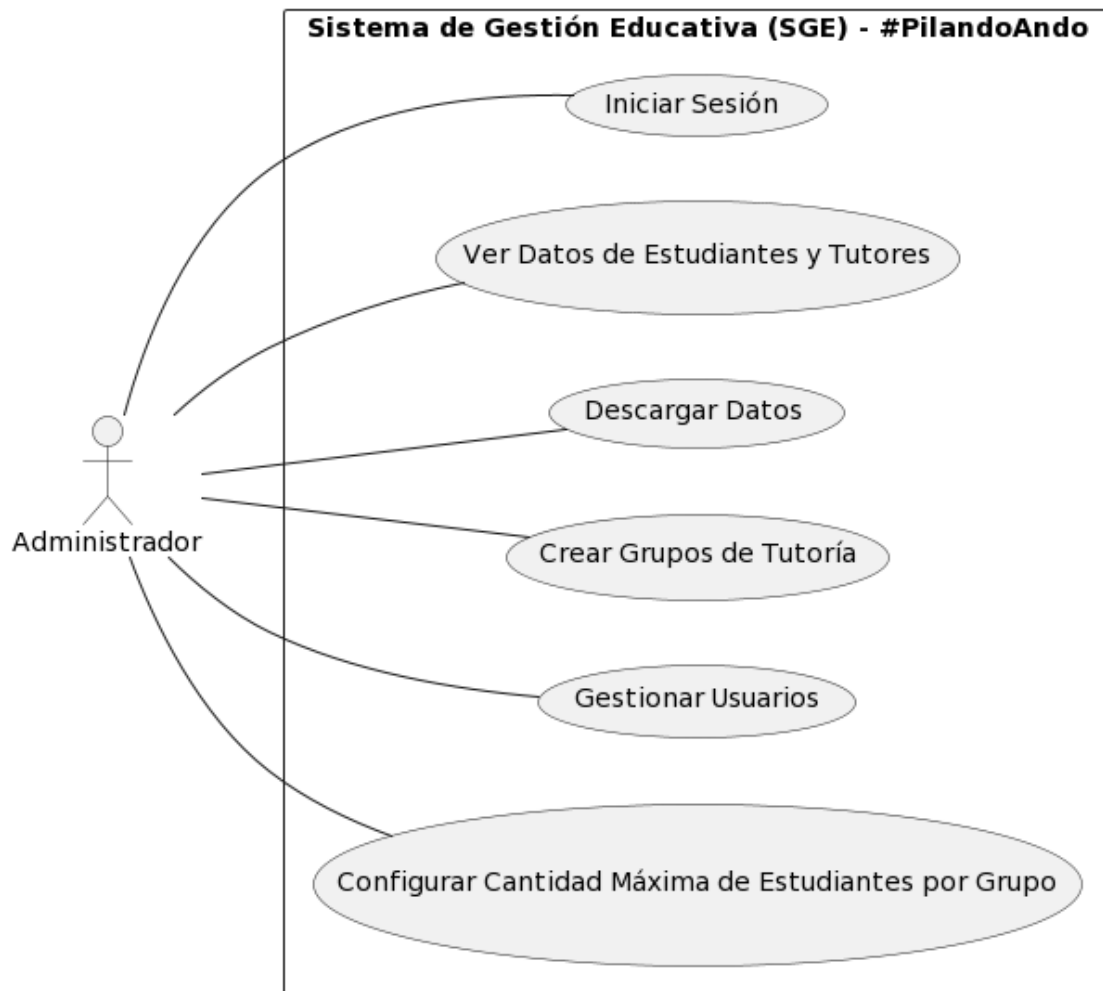 Sistema de Gestión Educativa (SGE) - #PilandoAndo
Iniciar Sesión
Ver Datos de Estudiantes y Tutores
Descargar Datos
Administrador
Crear Grupos de Tutoría
Gestionar Usuarios
Configurar Cantidad Máxima de Estudiantes por Grupo